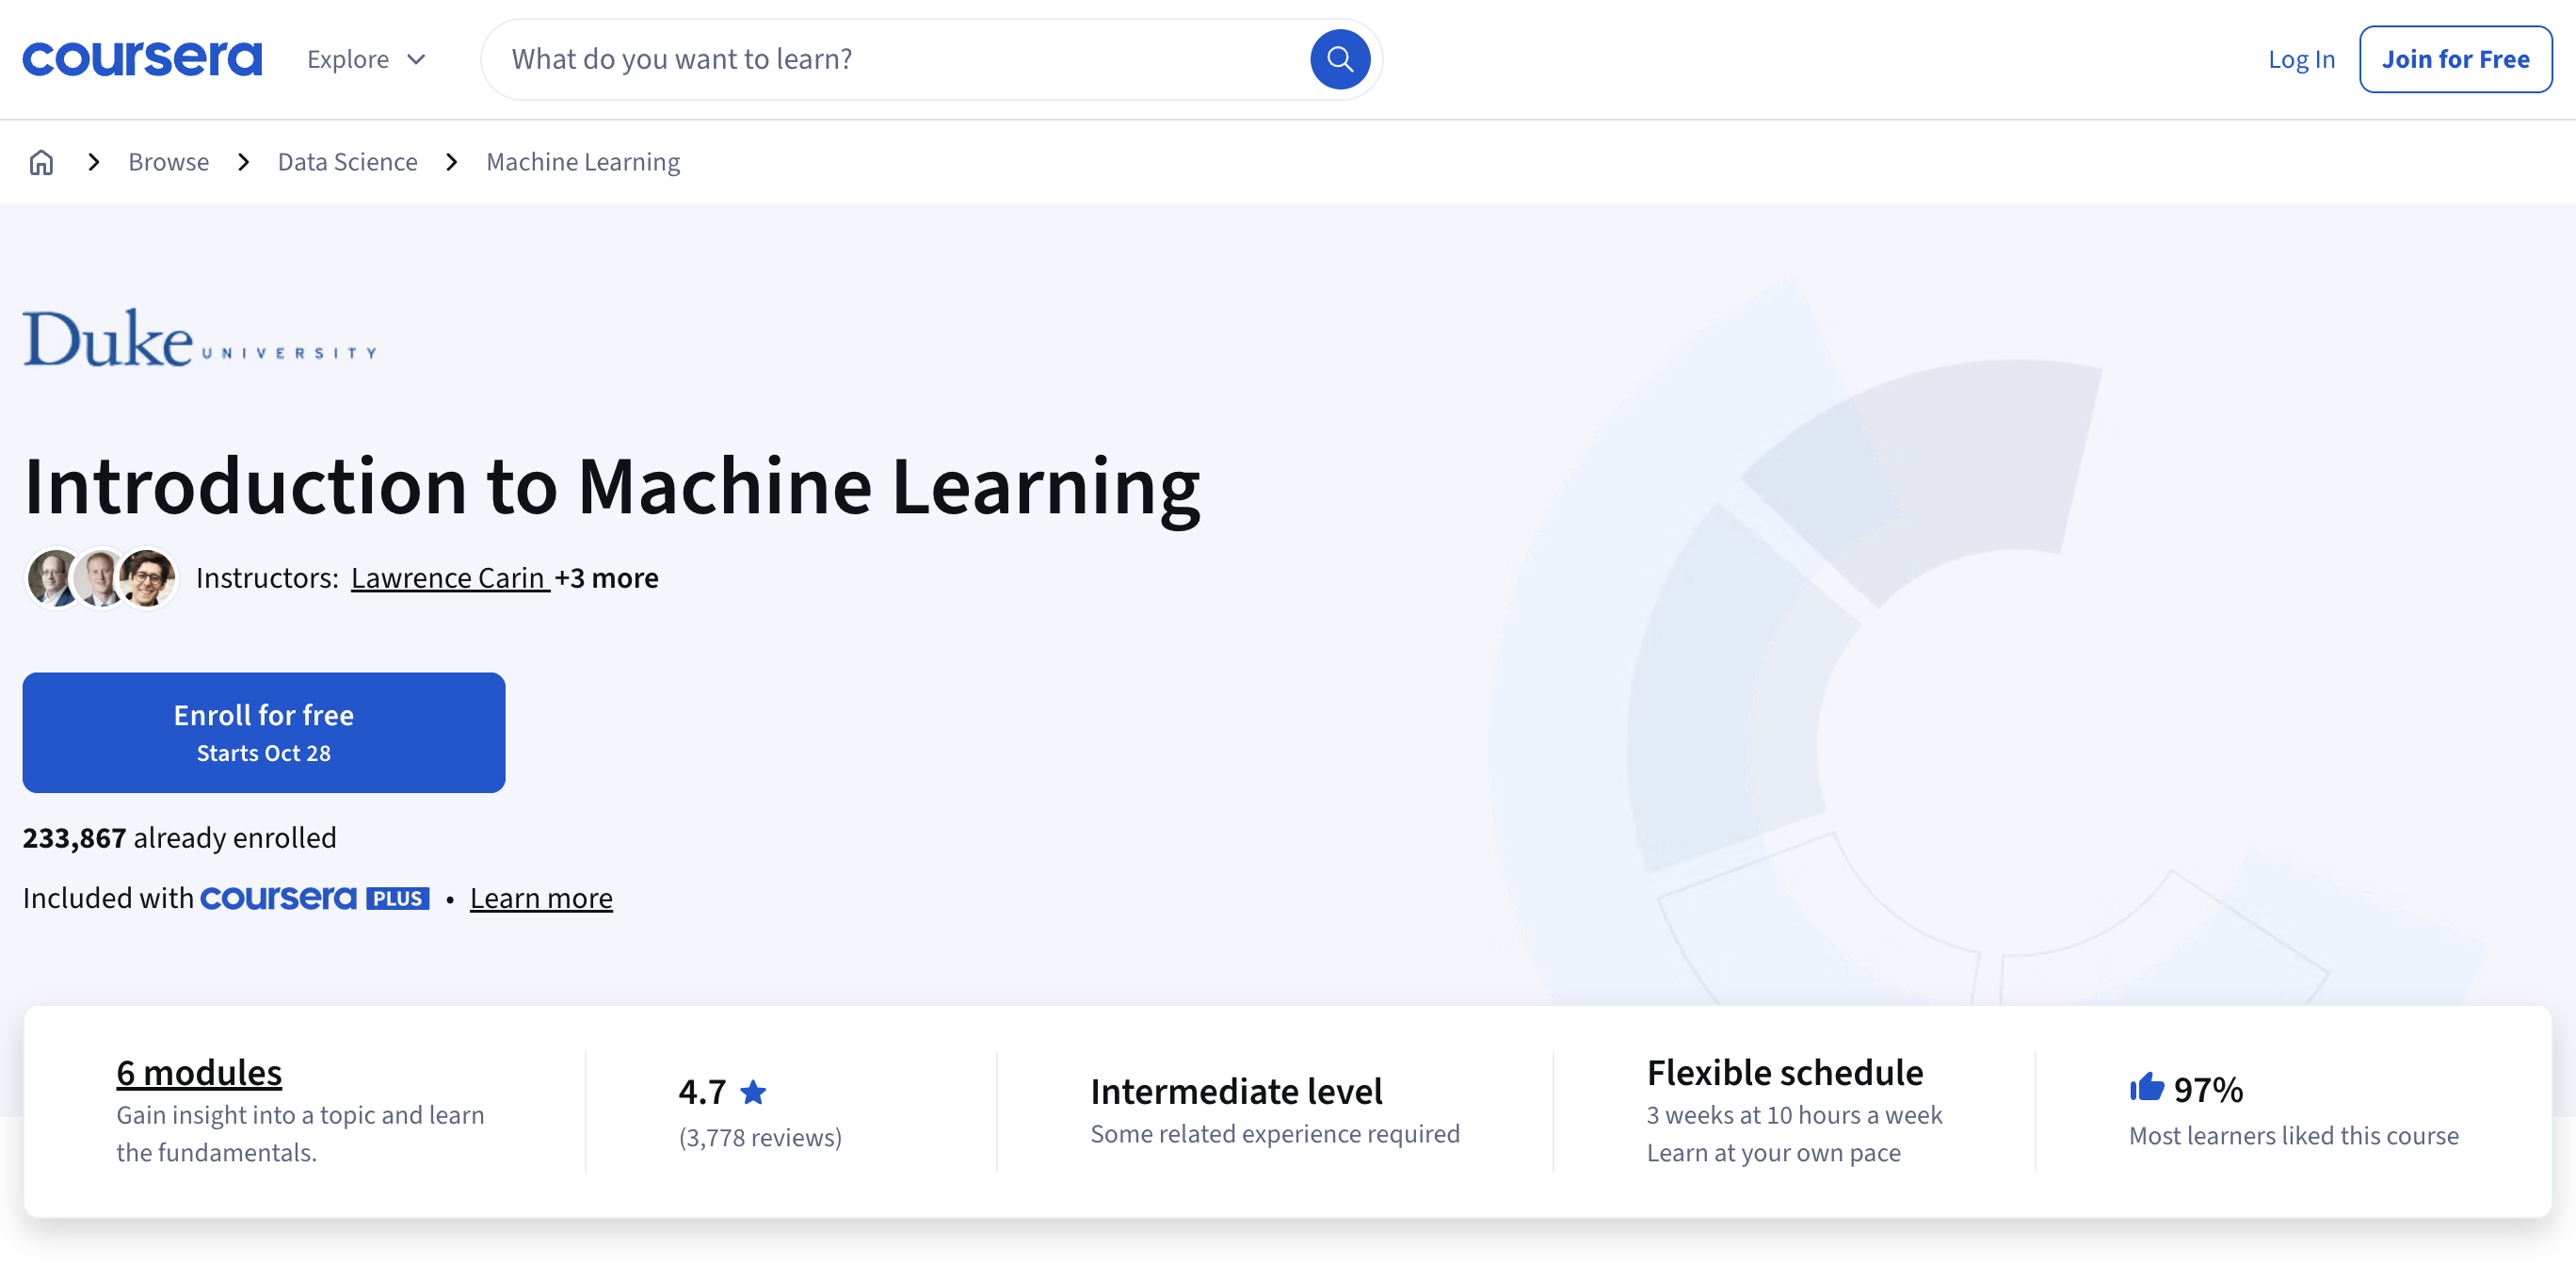 coursera Explore What do you want to learn? Log In Join for Free
Browse Data Science Machine Learning
Duke UNIVERSITY
Introduction to Machine Learning
Instructors: Lawrence Carin +3 more
Enroll for free
Starts Oct 28
233,867 already enrolled
Included with coursera PLUS • Learn more
6 modules
Gain insight into a topic and learn
the fundamentals.
4.7
(3,778 reviews)
Intermediate level
Some related experience required
Flexible schedule
3 weeks at 10 hours a week
Learn at your own pace
97%
Most learners liked this course